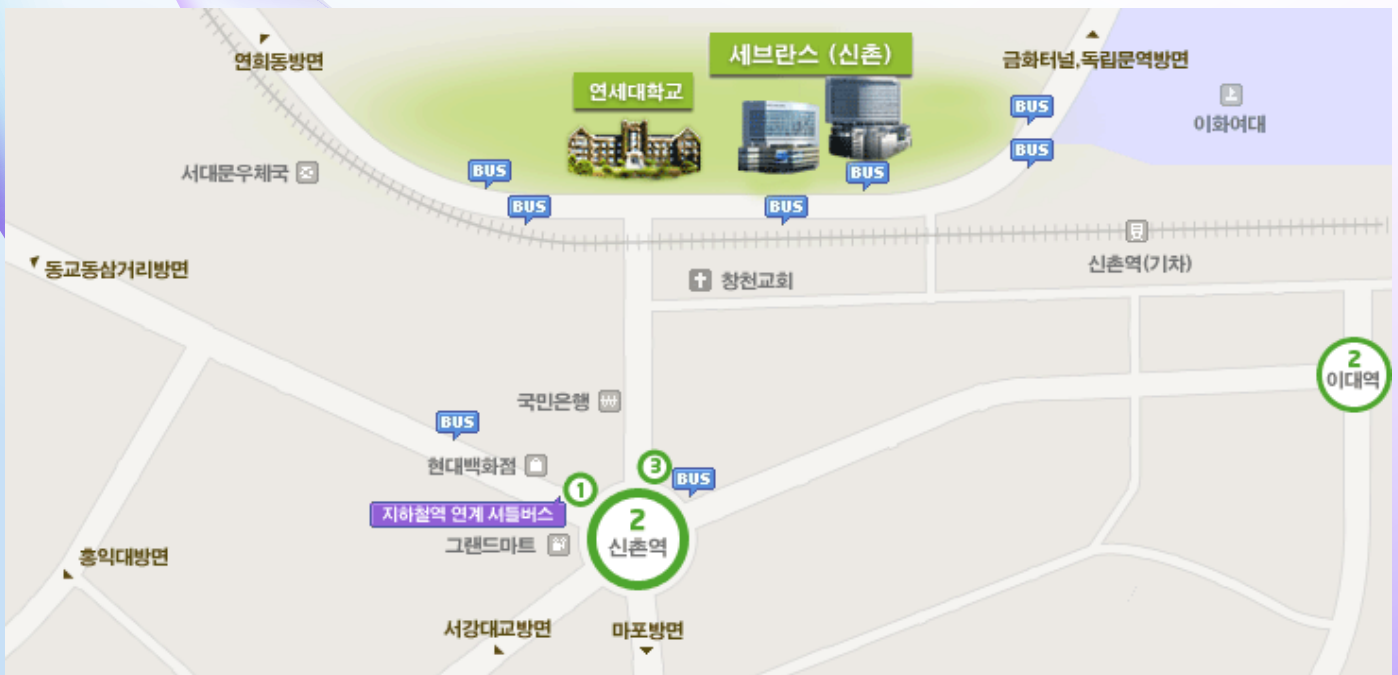 세브란스 (신촌)
연희동방면
금화터널,독립문역방면
연세대학교
BUS
이화여대
BUS
서대문우체국
BUS
BUS
BUS
BUS
신촌역(기차)
동교동삼거리방면
창천교회
2
이대역
국민은행
BUS
현대백화점
3
BUS
1
지하철역 연계 셔틀버스
2
신촌역
그랜드마트
홍익대방면
서강대교방면
마포방면